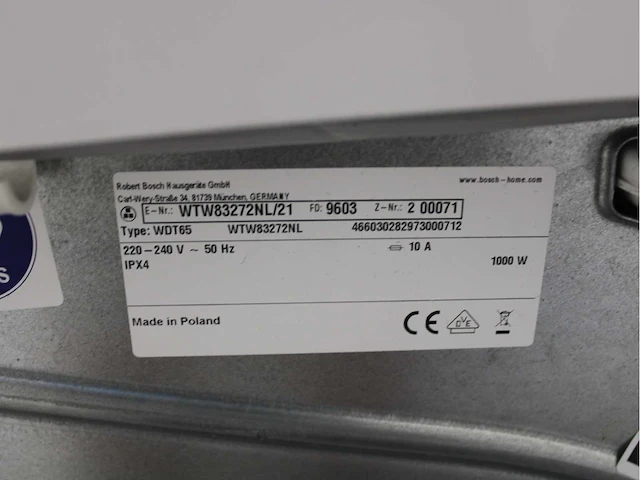 Robert Bosch Hausgeräte GmbH
Carl-Wery-Straße 34, 81739 München, GERMANY
www.bosch-home.com
E-Nr.: WTW83272NL/21 FD: 9603 Z-Nr.: 2 00071
Type: WDT65 WTW83272NL 466030282973000712
220-240 V ~ 50 Hz 10 A
IPX4 1000 W
Made in Poland
CE DVE
S